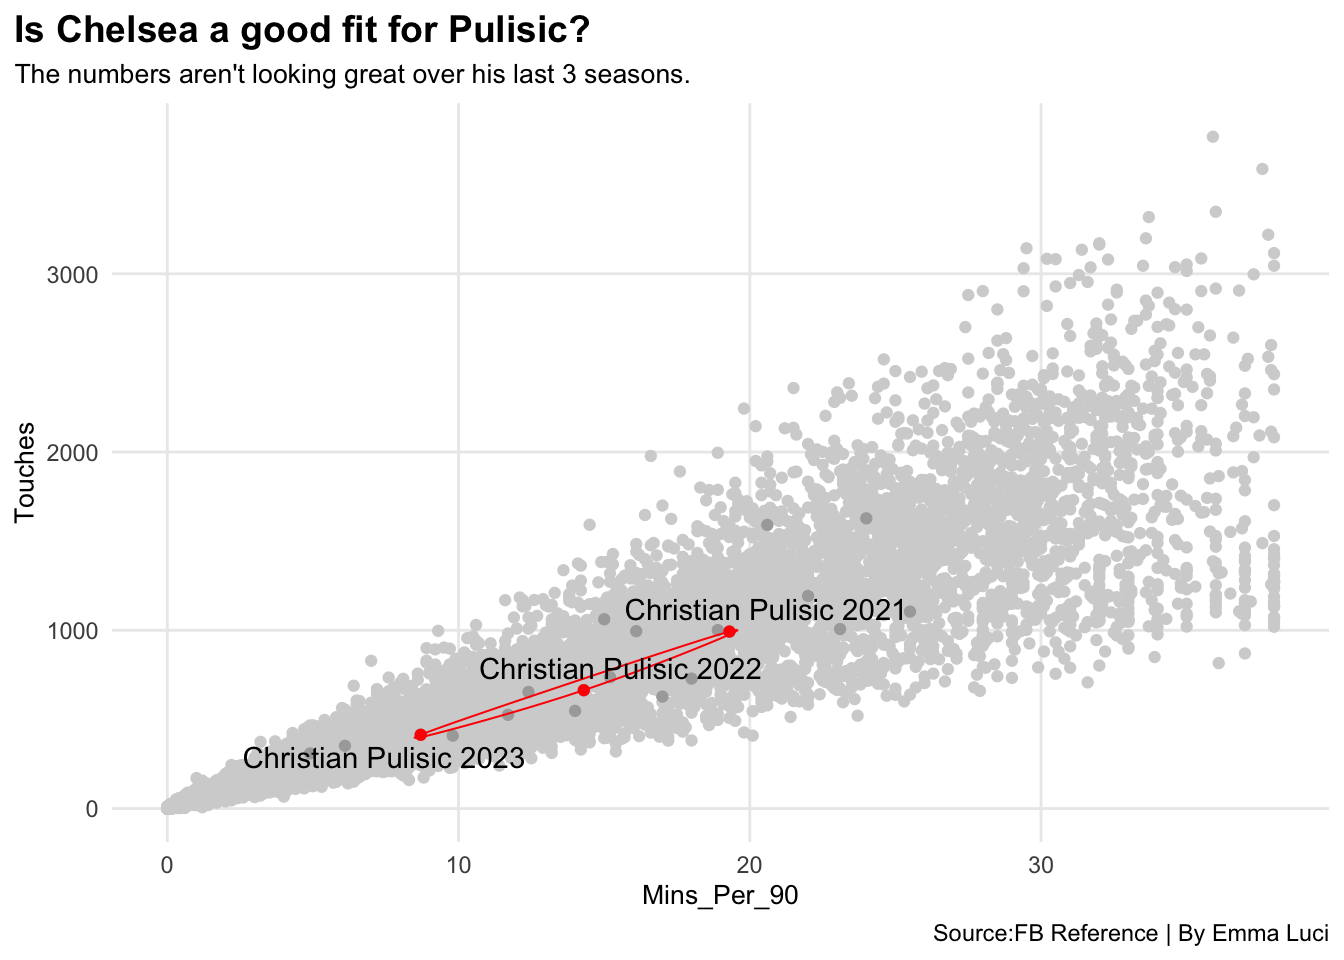 Is Chelsea a good fit for Pulisic?
The numbers aren't looking great over his last 3 seasons.
3000
2000
1000
0
Touches
Christian Pulisic 2021
Christian Pulisic 2022
Christian Pulisic 2023
0 10 20 30
Mins_Per_90
Source:FB Reference | By Emma Luci